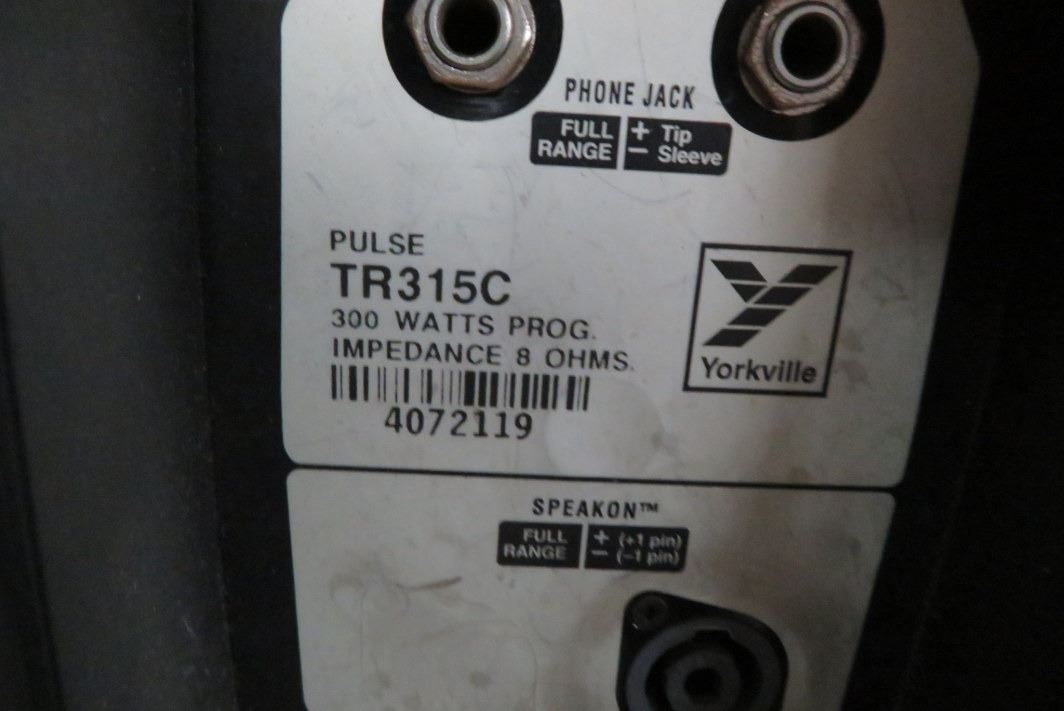 PHONE JACK
FULL RANGE + Tip
− Sleeve
PULSE
TR315C
300 WATTS PROG.
IMPEDANCE 8 OHMS.
4072119
Yorkville
SPEAKON™
FULL RANGE + (+1 pin)
− (−1 pin)